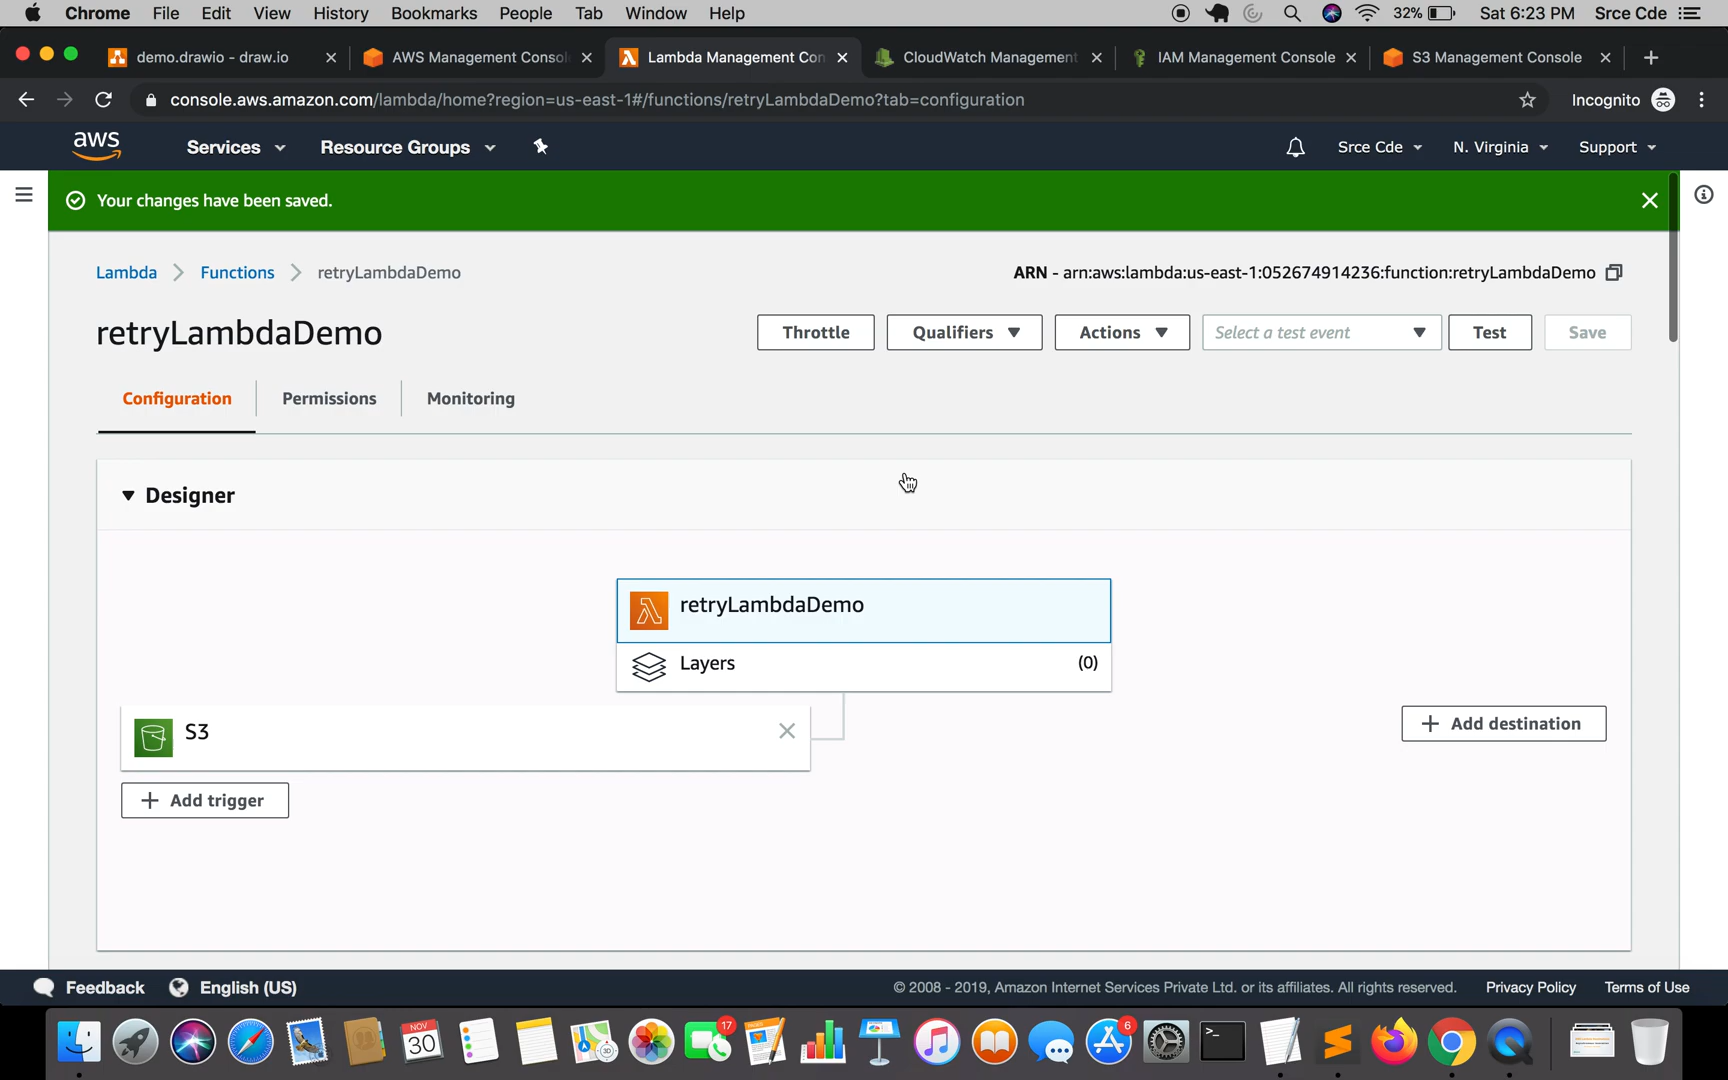 Chrome File Edit View History Bookmarks People Tab Window Help 32% Sat 6:23 PM Srce Cde
demo.drawio - draw.io AWS Management Consol Lambda Management Con CloudWatch Management IAM Management Console S3 Management Console
console.aws.amazon.com/lambda/home?region=us-east-1#/functions/retryLambdaDemo?tab=configuration Incognito
aws Services Resource Groups Srce Cde N. Virginia Support
Your changes have been saved.
Lambda Functions retryLambdaDemo ARN - arn:aws:lambda:us-east-1:052674914236:function:retryLambdaDemo
retryLambdaDemo Throttle Qualifiers Actions Select a test event Test Save
Configuration Permissions Monitoring
Designer
retryLambdaDemo
Layers (0)
S3
Add destination
Add trigger
Feedback English (US) © 2008 - 2019, Amazon Internet Services Private Ltd. or its affiliates. All rights reserved. Privacy Policy Terms of Use
NOV
30
17
6